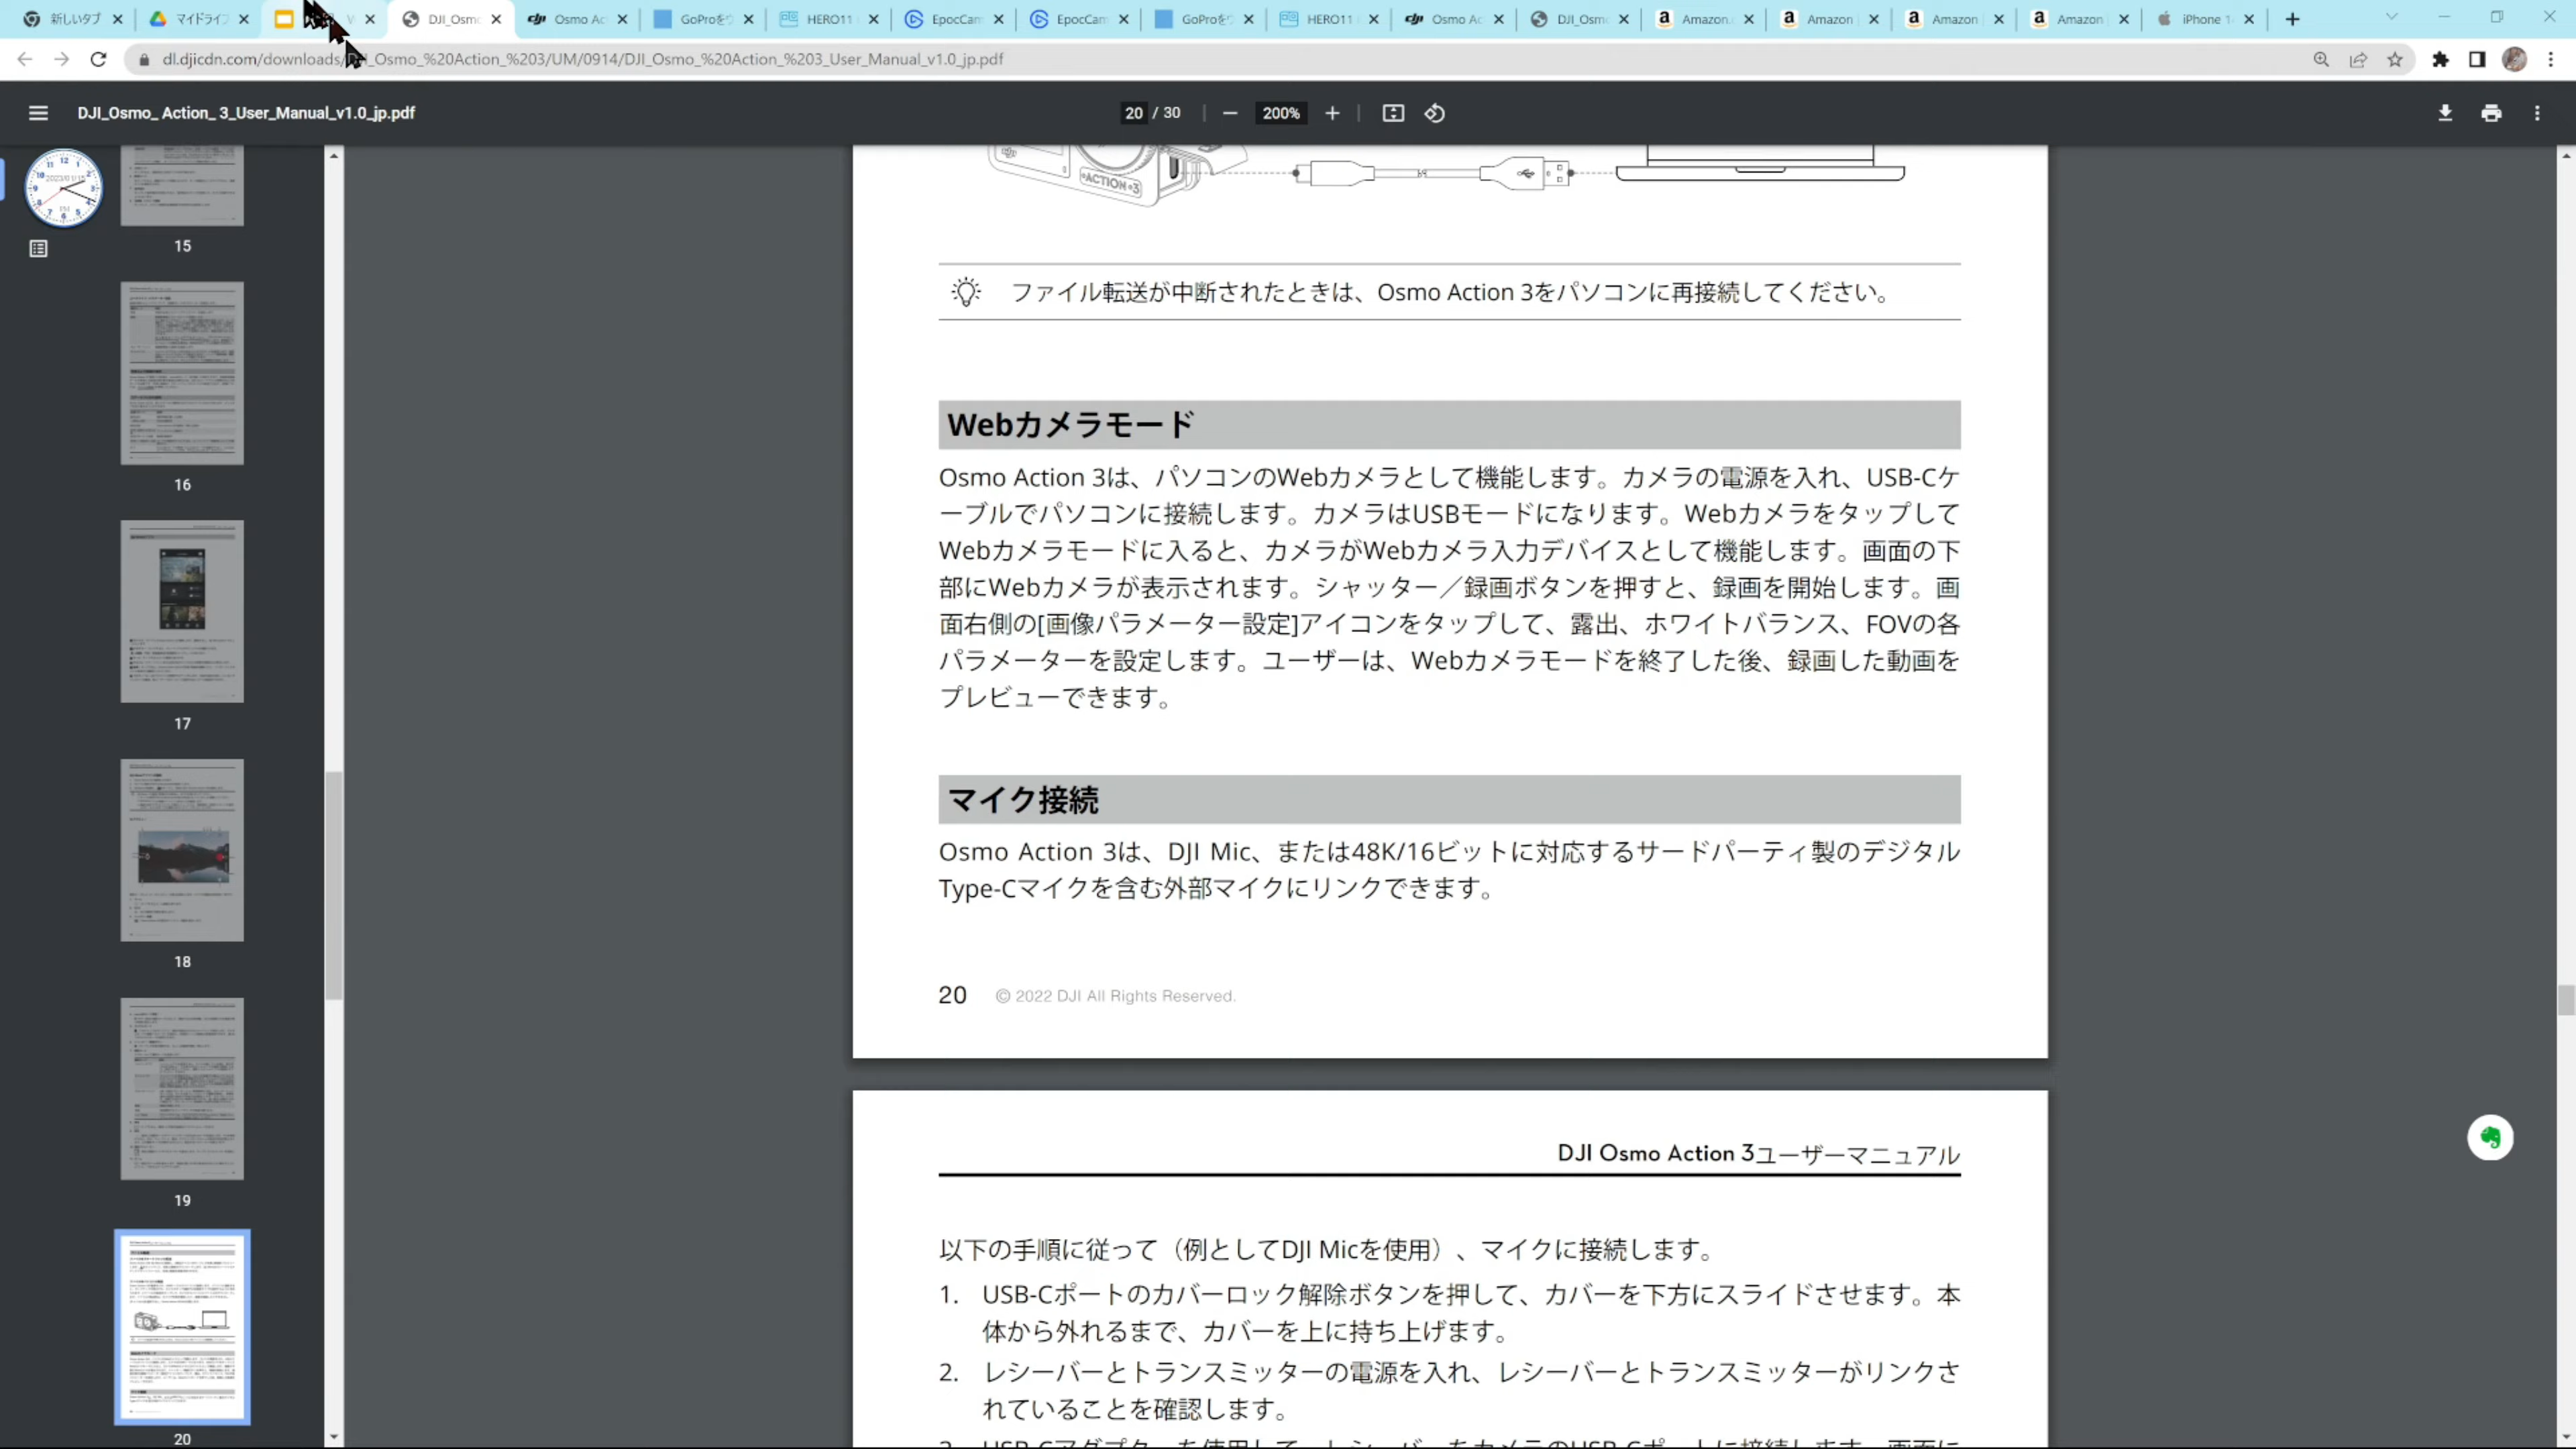 新しいタブ
マイドライブ
DJI_Osmo
Osmo Ac
GoProをウ
HERO11
EpocCam
EpocCam
GoProをウ
HERO11
Osmo Ac
DJI_Osmo
Amazon.
Amazon
Amazon
Amazon
iPhone 1
dl.djicdn.com/downloads/DJI_Osmo_%20Action_%203/UM/0914/DJI_Osmo_%20Action_%203_User_Manual_v1.0_jp.pdf
DJI_Osmo_ Action_ 3_User_Manual_v1.0_jp.pdf
20 / 30
200%
15
16
17
18
19
20
ACTION 3
ファイル転送が中断されたときは、Osmo Action 3をパソコンに再接続してください。
Webカメラモード
Osmo Action 3は、パソコンのWebカメラとして機能します。カメラの電源を入れ、USB-Cケ
ーブルでパソコンに接続します。カメラはUSBモードになります。Webカメラをタップして
Webカメラモードに入ると、カメラがWebカメラ入力デバイスとして機能します。画面の下
部にWebカメラが表示されます。シャッター／録画ボタンを押すと、録画を開始します。画
面右側の[画像パラメーター設定]アイコンをタップして、露出、ホワイトバランス、FOVの各
パラメーターを設定します。ユーザーは、Webカメラモードを終了した後、録画した動画を
プレビューできます。
マイク接続
Osmo Action 3は、DJI Mic、または48K/16ビットに対応するサードパーティ製のデジタル
Type-Cマイクを含む外部マイクにリンクできます。
20 © 2022 DJI All Rights Reserved.
DJI Osmo Action 3ユーザーマニュアル
以下の手順に従って（例としてDJI Micを使用）、マイクに接続します。
1. USB-Cポートのカバーロック解除ボタンを押して、カバーを下方にスライドさせます。本
体から外れるまで、カバーを上に持ち上げます。
2. レシーバーとトランスミッターの電源を入れ、レシーバーとトランスミッターがリンクさ
れていることを確認します。